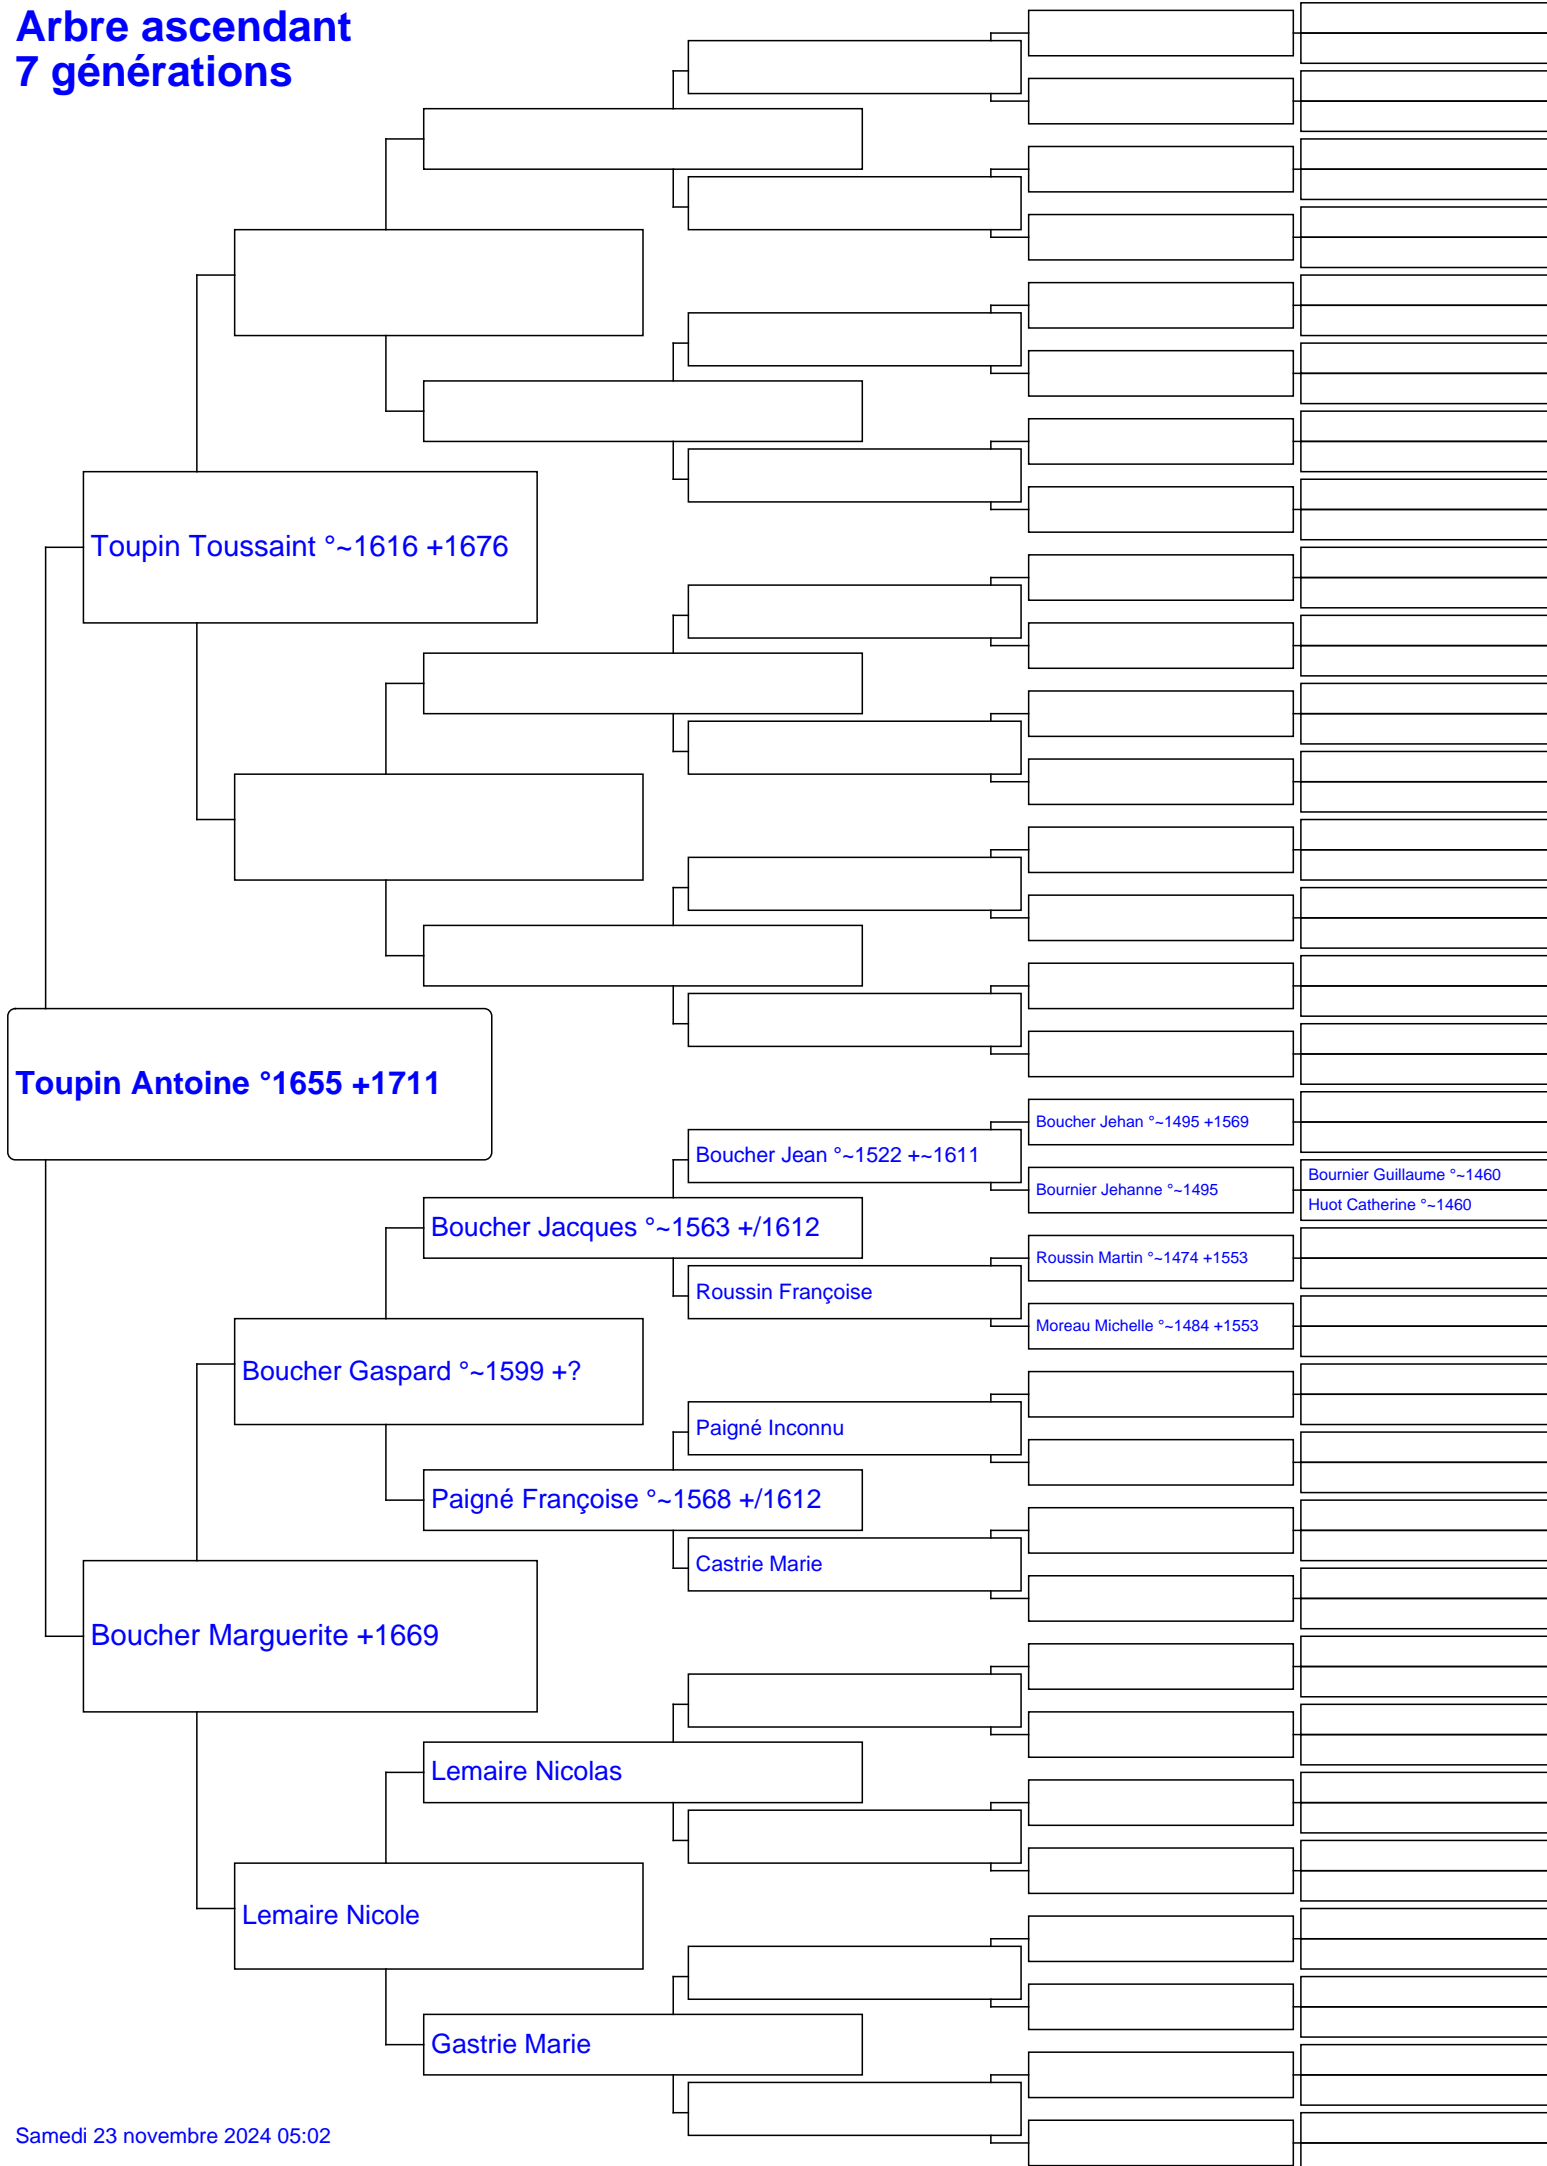 Arbre ascendant
7 générations
Toupin Toussaint °~1616 +1676
Toupin Antoine °1655 +1711
Boucher Jehan °~1495 +1569
Boucher Jean °~1522 +~1611
Bournier Guillaume °~1460
Bournier Jehanne °~1495
Huot Catherine °~1460
Boucher Jacques °~1563 +/1612
Roussin Martin °~1474 +1553
Roussin Françoise
Moreau Michelle °~1484 +1553
Boucher Gaspard °~1599 +?
Paigné Inconnu
Paigné Françoise °~1568 +/1612
Castrie Marie
Boucher Marguerite +1669
Lemaire Nicolas
Lemaire Nicole
Gastrie Marie
Samedi 23 novembre 2024 05:02